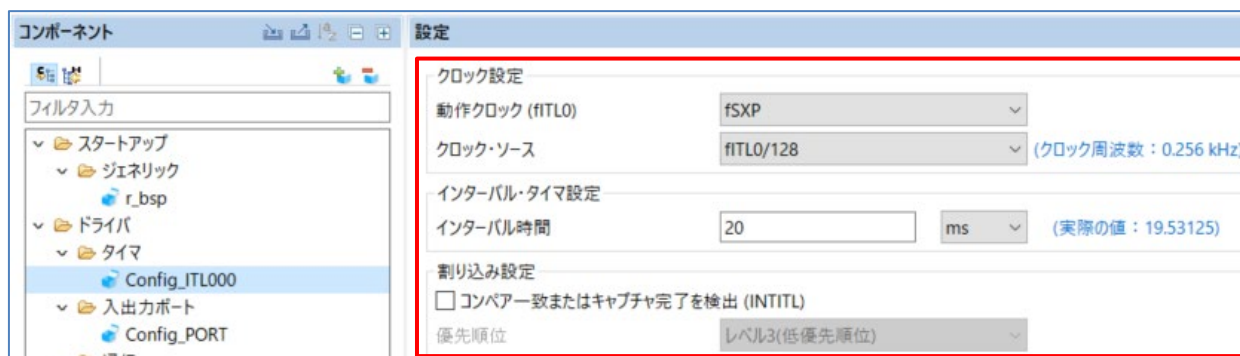 コンポーネント
設定
フィルタ入力
スタートアップ
ジェネリック
r_bsp
ドライバ
タイマ
Config_ITL000
入出力ポート
Config_PORT
クロック設定
動作クロック (fITL0) fSXP
クロック・ソース fITL0/128 (クロック周波数：0.256 kHz)
インターバル・タイマ設定
インターバル時間 20 ms (実際の値：19.53125)
割り込み設定
コンペア一致またはキャプチャ完了を検出 (INTITL)
優先順位 レベル3(低優先順位)